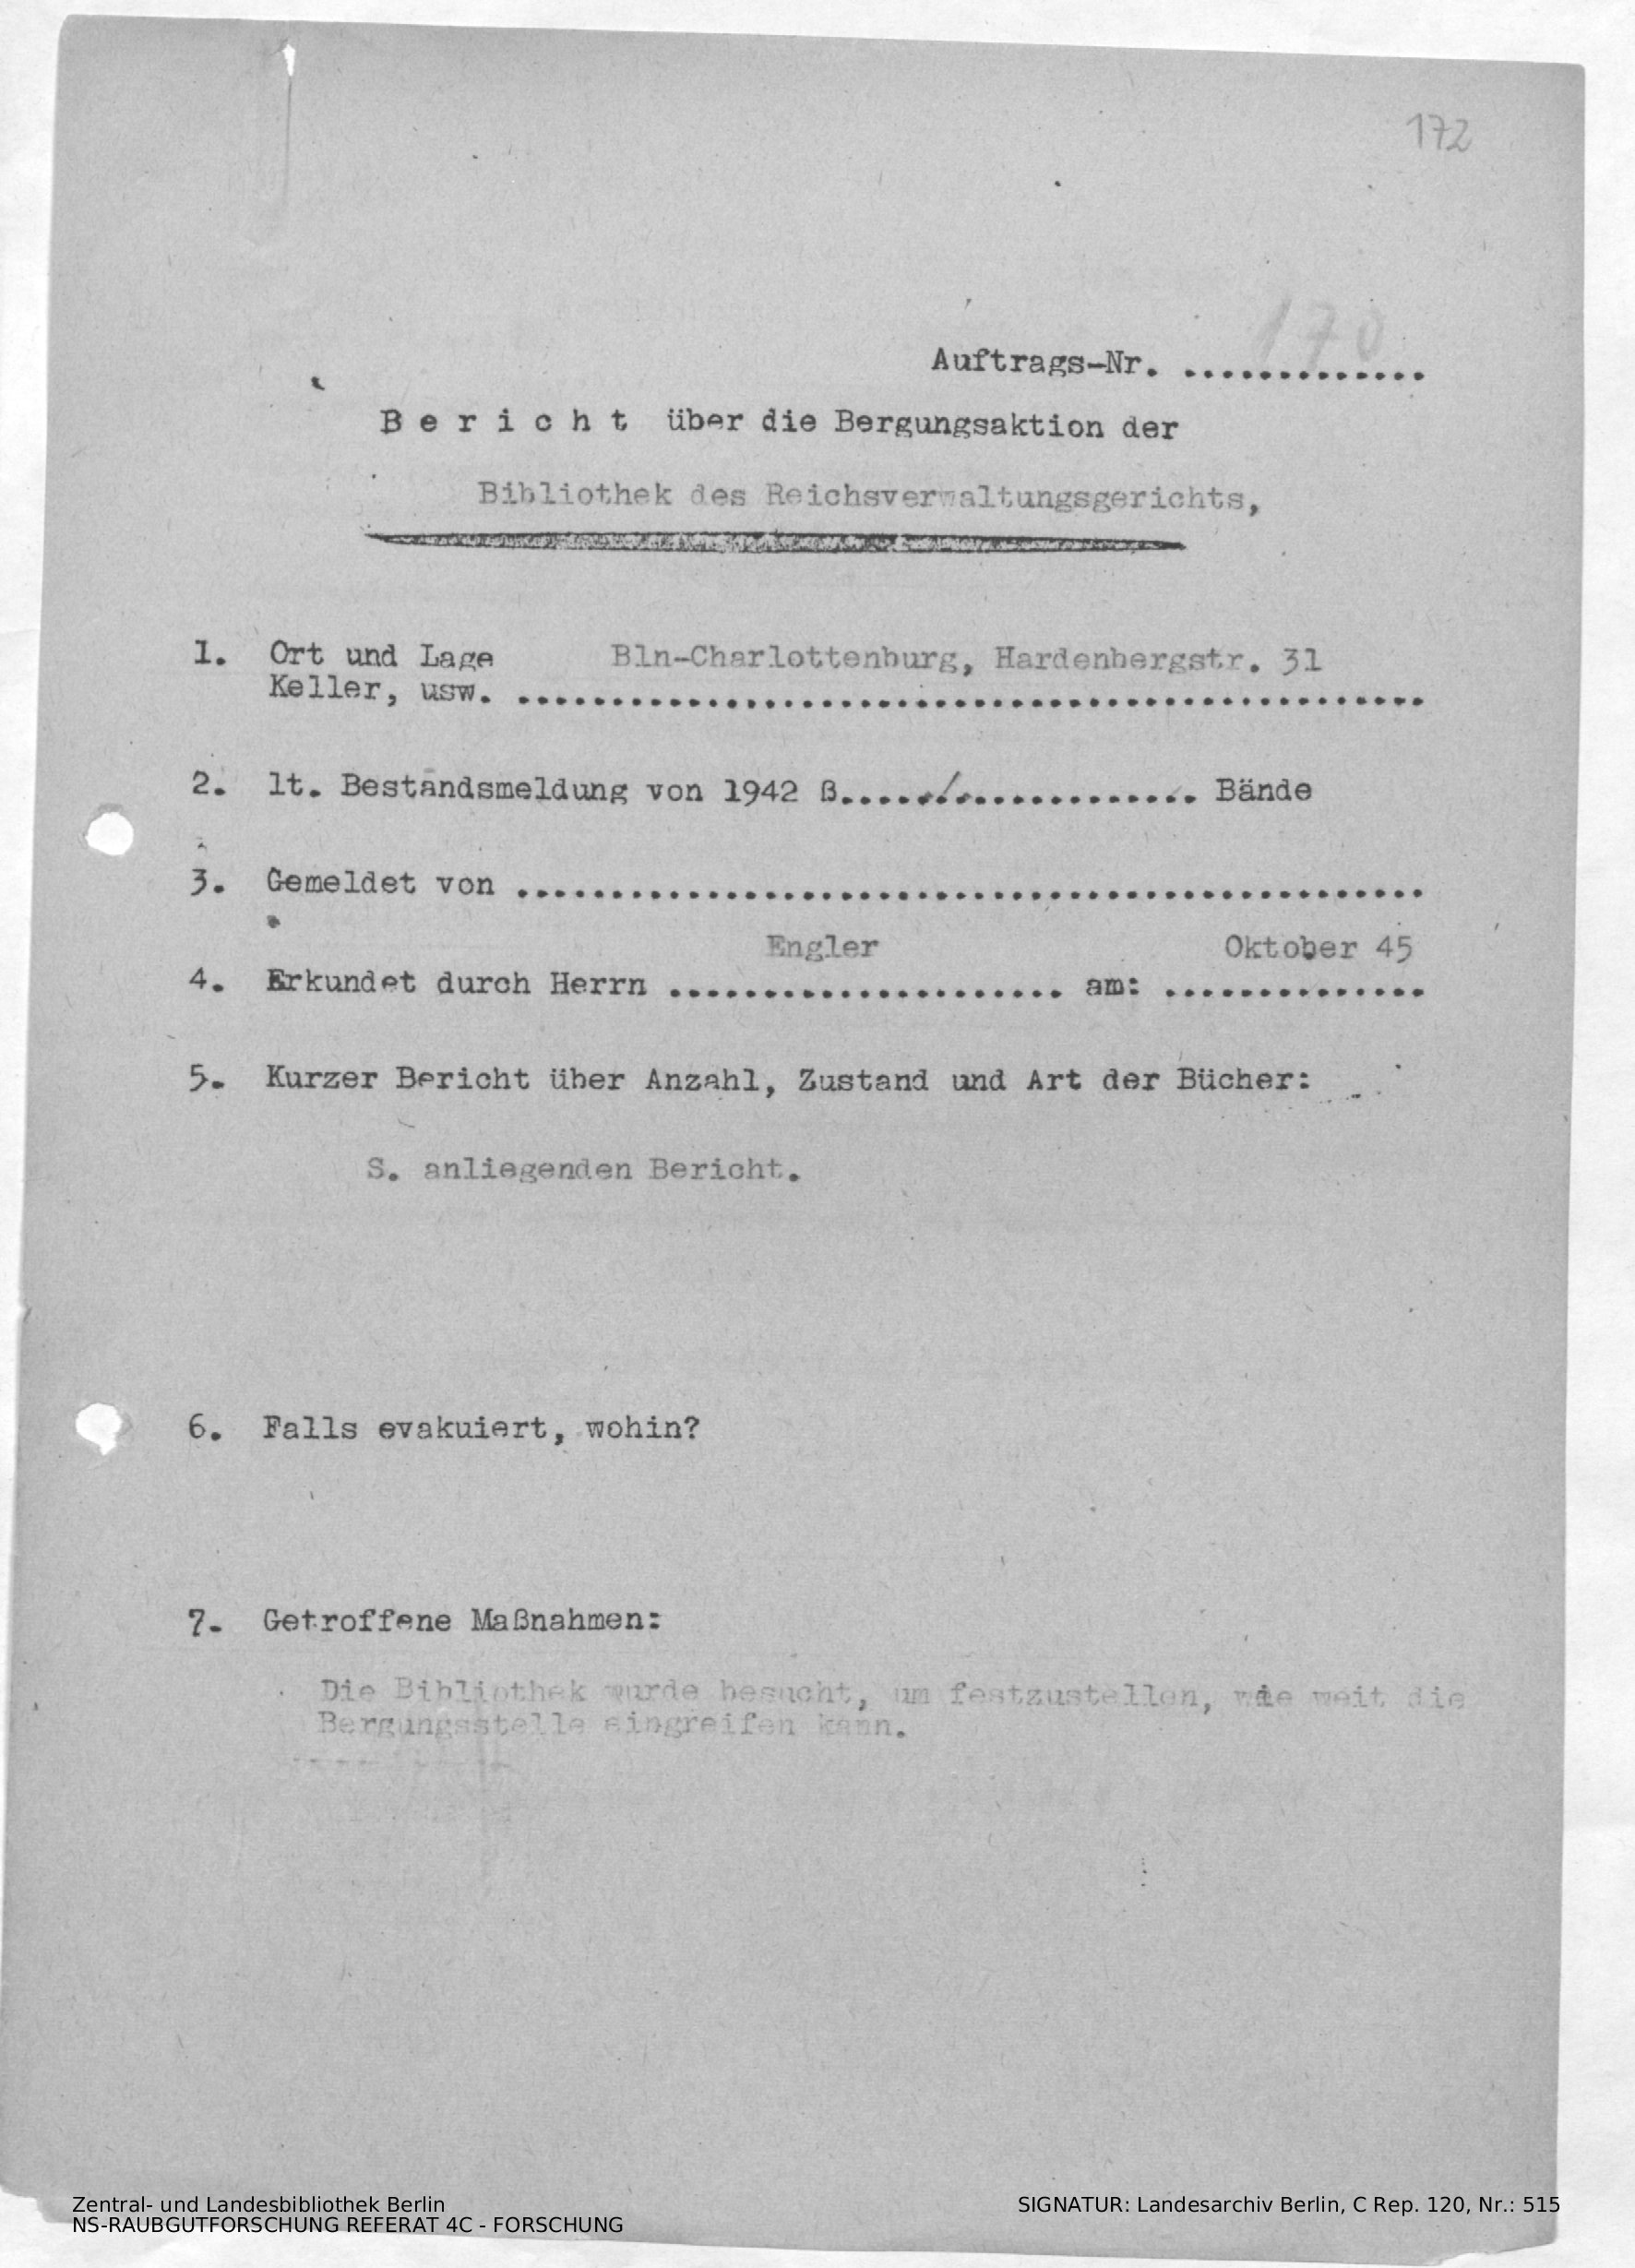 172
Auftrags-Nr. ............. 170
B e r i c h t über die Bergungsaktion der
Bibliothek des Reichsverwaltungsgerichts,
1. Ort und Lage Bln-Charlottenburg, Hardenbergstr. 31
Keller, usw. ................................................
2. lt. Bestandsmeldung von 1942 ß...../............. Bände
3. Gemeldet von ................................................
Engler Oktober 45
4. Erkundet durch Herrn ..................... am: ..............
5. Kurzer Bericht über Anzahl, Zustand und Art der Bücher:
S. anliegenden Bericht.
6. Falls evakuiert, wohin?
7. Getroffene Maßnahmen:
Die Bibliothek wurde besucht, um festzustellen, wie weit die
Bergungsstelle eingreifen kann.
Zentral- und Landesbibliothek Berlin SIGNATUR: Landesarchiv Berlin, C Rep. 120, Nr.: 515
NS-RAUBGUTFORSCHUNG REFERAT 4C - FORSCHUNG